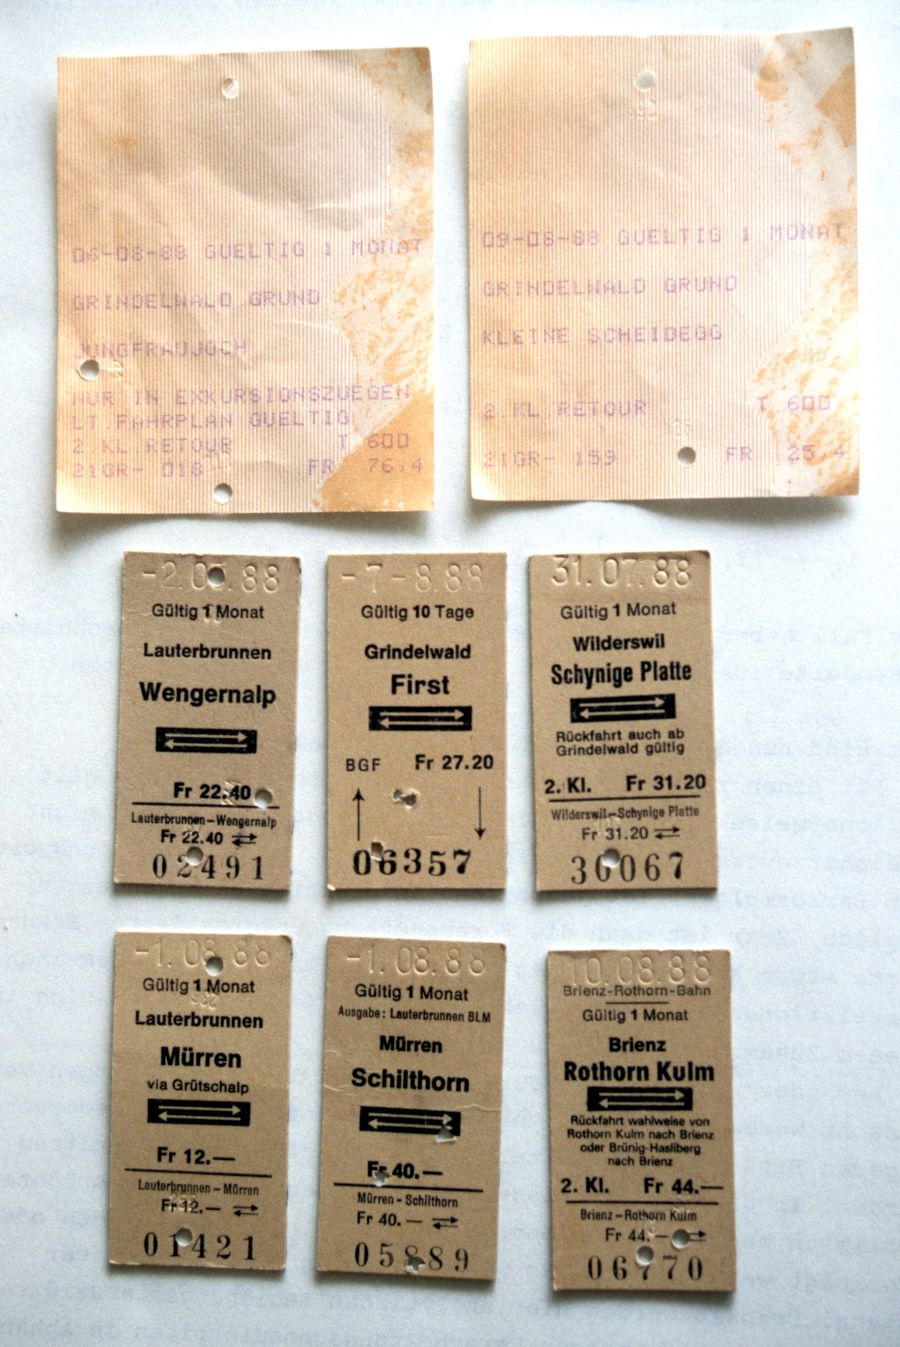 06-08-88 GUELTIG 1 MONAT
GRINDELWALD GRUND
JUNGFRAUJOCH
NUR IN EXKURSIONSZUEGEN
LT.FAHRPLAN GUELTIG
2 KL.RETOUR T 600
21GR- 018 FR 76.4
09-08-88 GUELTIG 1 MONAT
GRINDELWALD GRUND
KLEINE SCHEIDEGG
2.KL.RETOUR T 600
21GR- 159 FR 25.4
-2.08.88
Gültig 1 Monat
Lauterbrunnen
Wengernalp
Fr 22.40
Lauterbrunnen-Wengernalp
Fr 22.40
02491
-7-8.88
Gültig 10 Tage
Grindelwald
First
BGF Fr 27.20
06357
31.07.88
Gültig 1 Monat
Wilderswil
Schynige Platte
Rückfahrt auch ab
Grindelwald gültig
2. Kl. Fr 31.20
Wilderswil-Schynige Platte
Fr 31.20
36067
-1.08.88
Gültig 1 Monat
Lauterbrunnen
Mürren
via Grütschalp
Fr 12.—
Lauterbrunnen - Mürren
Fr 12.—
01421
-1.08.88
Gültig 1 Monat
Ausgabe: Lauterbrunnen BLM
Mürren
Schilthorn
Fr 40.—
Mürren - Schilthorn
Fr 40.—
05889
10.08.88
Brienz-Rothorn-Bahn
Gültig 1 Monat
Brienz
Rothorn Kulm
Rückfahrt wahlweise von
Rothorn Kulm nach Brienz
oder Brünig-Hasliberg
nach Brienz
2. Kl. Fr 44.—
Brienz - Rothorn Kulm
Fr 44.—
06770